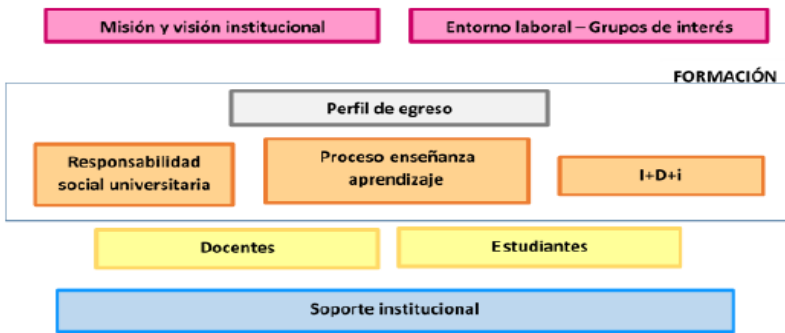 Misión y visión institucional
Entorno laboral – Grupos de interés
FORMACIÓN
Perfil de egreso
Responsabilidad
social universitaria
Proceso enseñanza
aprendizaje
I+D+i
Docentes
Estudiantes
Soporte institucional